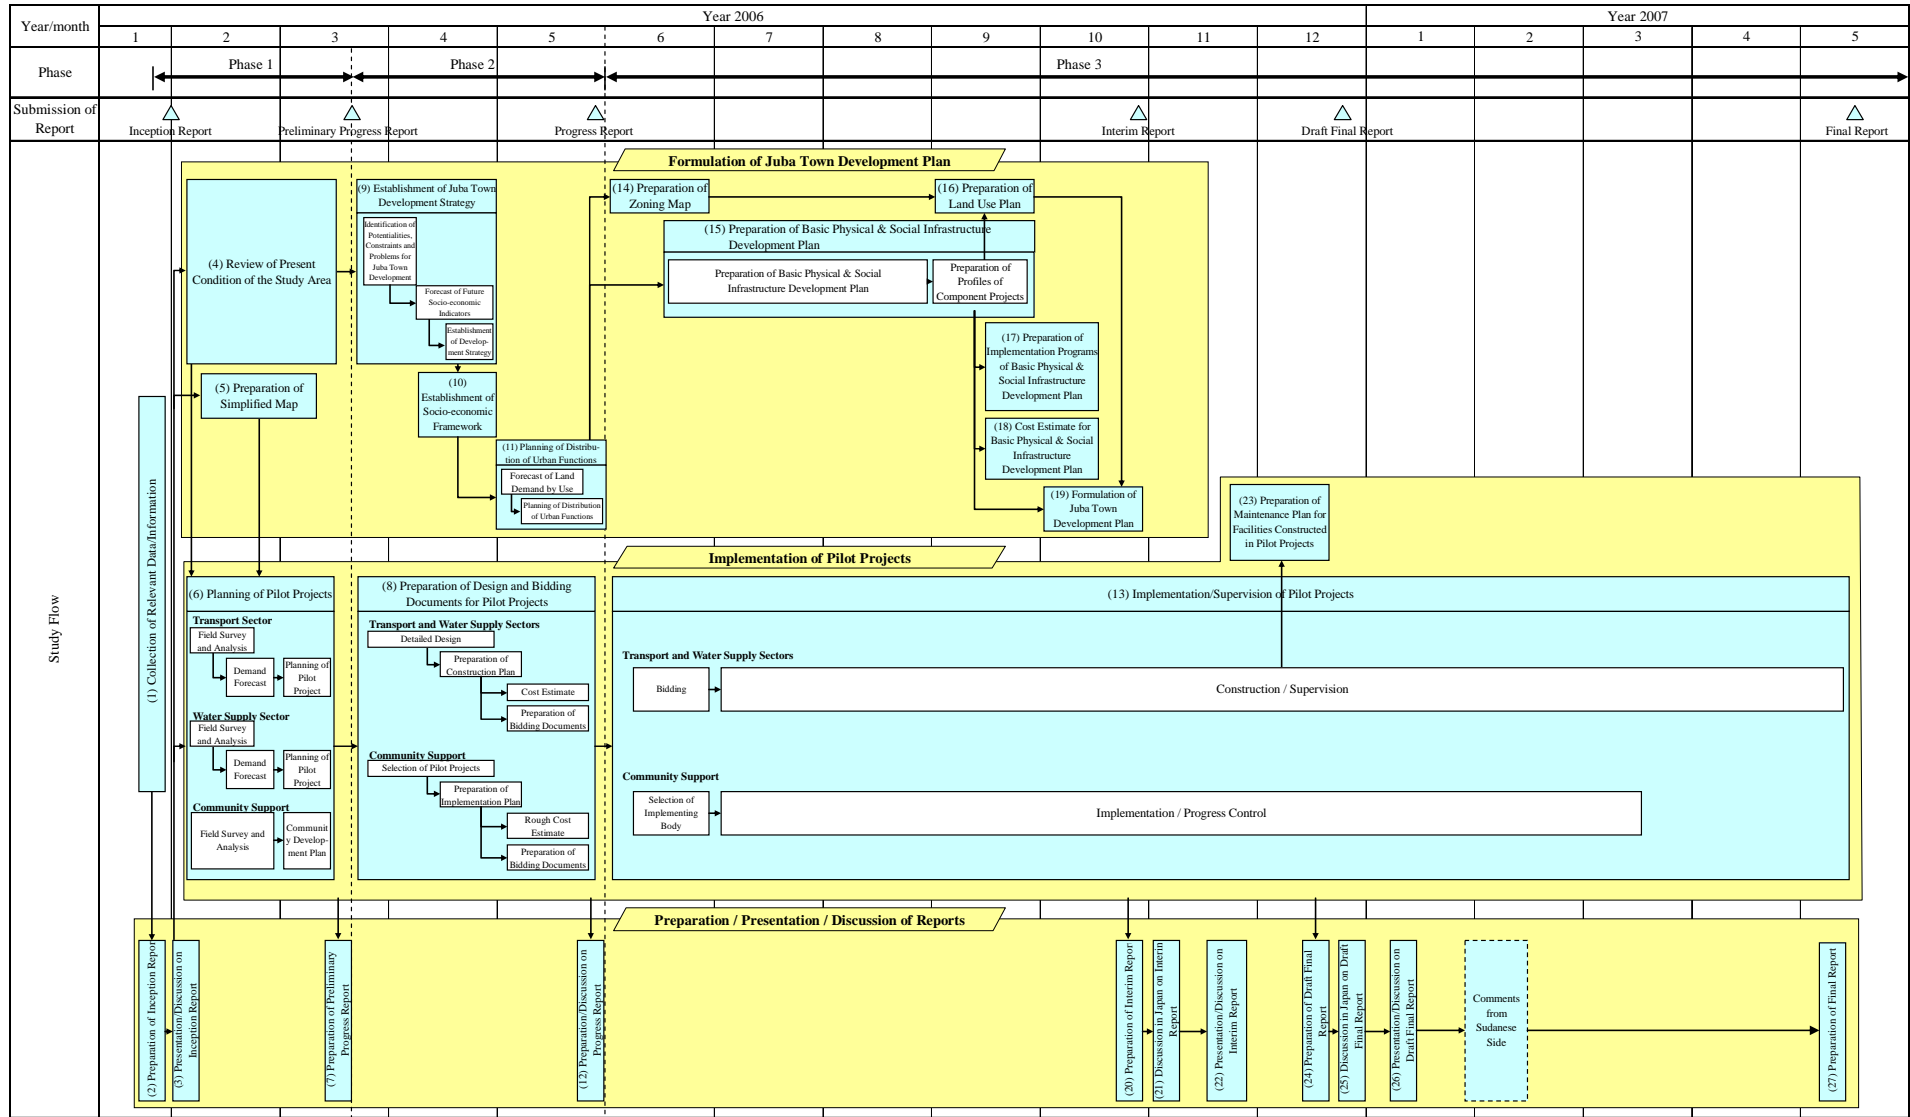 Year/month
Year 2006
Year 2007
1
2
3
4
5
6
7
8
9
10
11
12
1
2
3
4
5
Phase
Phase 1
Phase 2
Phase 3
Submission of
Report
Inception Report
Preliminary Progress Report
Progress Report
Interim Report
Draft Final Report
Final Report
Study Flow
Formulation of Juba Town Development Plan
(1) Collection of Relevant Data/Information
(4) Review of Present
Condition of the Study Area
(5) Preparation of
Simplified Map
(9) Establishment of Juba Town
Development Strategy
Identification of
Potentialities,
Constraints and
Problems for
Juba Town
Development
Forecast of Future
Socio-economic
Indicators
Establishment
of Develop-
ment Strategy
(10)
Establishment of
Socio-economic
Framework
(11) Planning of Distribu-
tion of Urban Functions
Forecast of Land
Demand by Use
Planning of Distribution
of Urban Functions
(14) Preparation of
Zoning Map
(15) Preparation of Basic Physical & Social Infrastructure
Development Plan
Preparation of Basic Physical & Social
Infrastructure Development Plan
Preparation of
Profiles of
Component Projects
(16) Preparation of
Land Use Plan
(17) Preparation of
Implementation Programs
of Basic Physical &
Social Infrastructure
Development Plan
(18) Cost Estimate for
Basic Physical & Social
Infrastructure
Development Plan
(19) Formulation of
Juba Town
Development Plan
(23) Preparation of
Maintenance Plan for
Facilities Constructed
in Pilot Projects
Implementation of Pilot Projects
(6) Planning of Pilot Projects
Transport Sector
Field Survey
and Analysis
Demand
Forecast
Planning of
Pilot
Project
Water Supply Sector
Field Survey
and Analysis
Demand
Forecast
Planning of
Pilot
Project
Community Support
Field Survey and
Analysis
Communit
y Develop-
ment Plan
(8) Preparation of Design and Bidding
Documents for Pilot Projects
Transport and Water Supply Sectors
Detailed Design
Preparation of
Construction Plan
Cost Estimate
Preparation of
Bidding Documents
Community Support
Selection of Pilot Projects
Preparation of
Implementation Plan
Rough Cost
Estimate
Preparation of
Bidding Documents
(13) Implementation/Supervision of Pilot Projects
Transport and Water Supply Sectors
Bidding
Construction / Supervision
Community Support
Selection of
Implementing
Body
Implementation / Progress Control
Preparation / Presentation / Discussion of Reports
(2) Preparation of Inception Report
(3) Presentation/Discussion on
Inception Report
(7) Preparation of Preliminary
Progress Report
(12) Preparation/Discussion on
Progress Report
(20) Preparation of Interim Report
(21) Discussion in Japan on Interim
Report
(22) Presentation/Discussion on
Interim Report
(24) Preparation of Draft Final
Report
(25) Discussion in Japan on Draft
Final Report
(26) Presentation/Discussion on
Draft Final Report
Comments
from
Sudanese
Side
(27) Preparation of Final Report